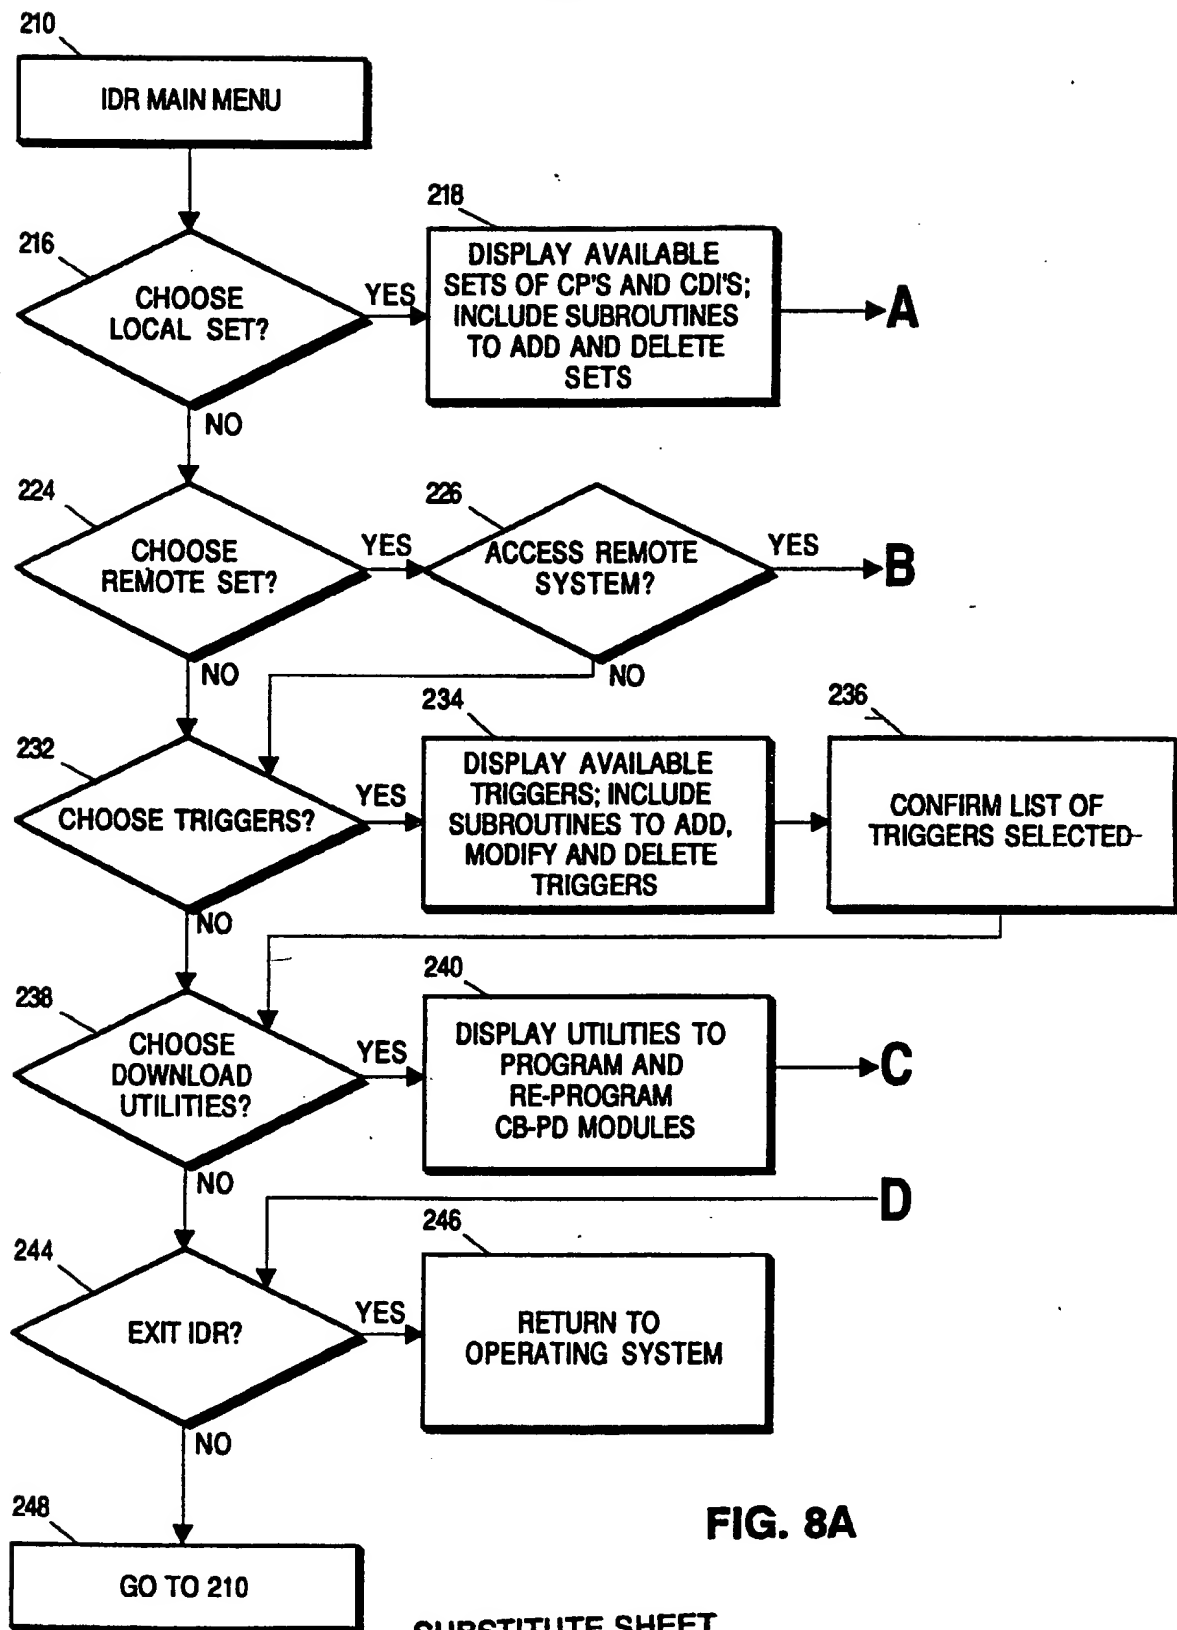 210
IDR MAIN MENU
216
CHOOSE
LOCAL SET?
YES
NO
218
DISPLAY AVAILABLE
SETS OF CP'S AND CDI'S;
INCLUDE SUBROUTINES
TO ADD AND DELETE
SETS
A
224
CHOOSE
REMOTE SET?
YES
NO
226
ACCESS REMOTE
SYSTEM?
YES
B
NO
232
CHOOSE TRIGGERS?
YES
NO
234
DISPLAY AVAILABLE
TRIGGERS; INCLUDE
SUBROUTINES TO ADD,
MODIFY AND DELETE
TRIGGERS
236
CONFIRM LIST OF
TRIGGERS SELECTED
238
CHOOSE
DOWNLOAD
UTILITIES?
YES
NO
240
DISPLAY UTILITIES TO
PROGRAM AND
RE-PROGRAM
CB-PD MODULES
C
D
244
EXIT IDR?
YES
NO
246
RETURN TO
OPERATING SYSTEM
248
GO TO 210
FIG. 8A
SUBSTITUTE SHEET